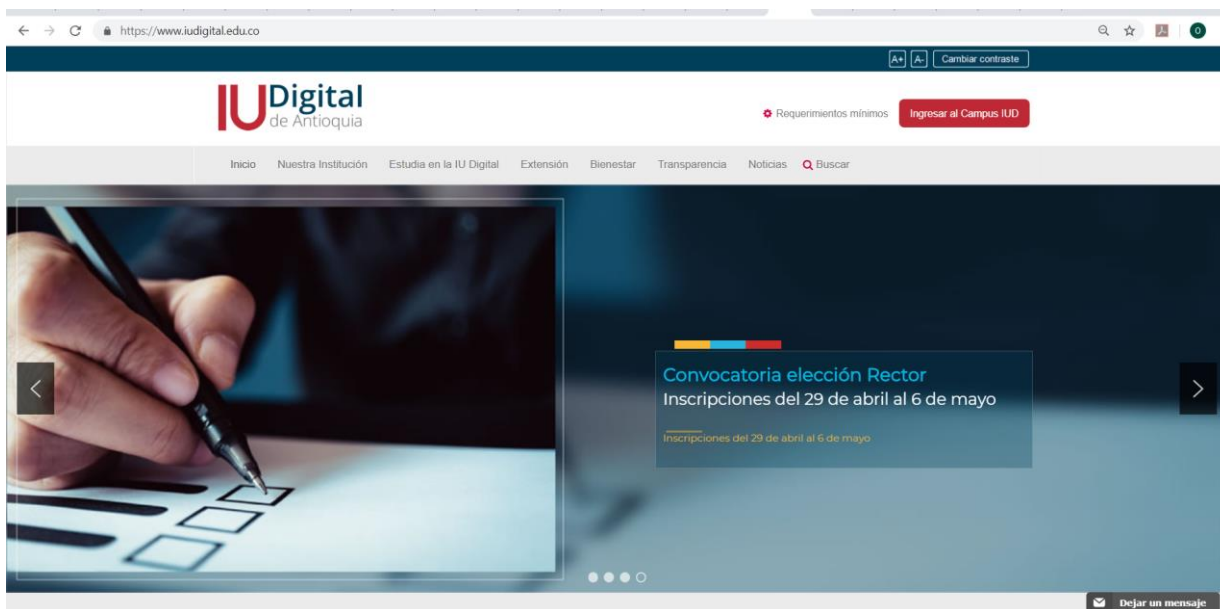 https://www.iudigital.edu.co
O
A+ A- Cambiar contraste
IUDigital
de Antioquia
Requerimientos mínimos
Ingresar al Campus IUD
Inicio Nuestra Institución Estudia en la IU Digital Extensión Bienestar Transparencia Noticias Buscar
Convocatoria elección Rector
Inscripciones del 29 de abril al 6 de mayo
Inscripciones del 29 de abril al 6 de mayo
Dejar un mensaje